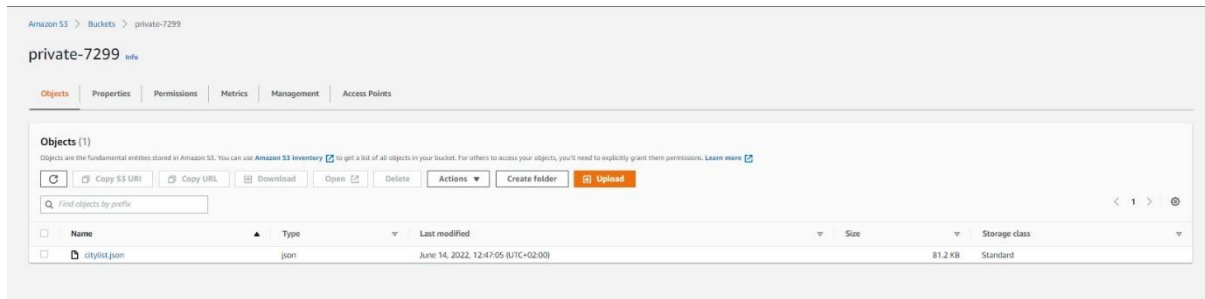 Amazon S3 > Buckets > private-7299
private-7299 Info
Objects Properties Permissions Metrics Management Access Points
Objects (1)
Objects are the fundamental entities stored in Amazon S3. You can use Amazon S3 inventory to get a list of all objects in your bucket. For others to access your objects, you'll need to explicitly grant them permissions. Learn more
Copy S3 URI Copy URL Download Open Delete Actions Create folder Upload
Find objects by prefix < 1 >
Name Type Last modified Size Storage class
citylist.json json June 14, 2022, 12:47:05 (UTC+02:00) 81.2 KB Standard